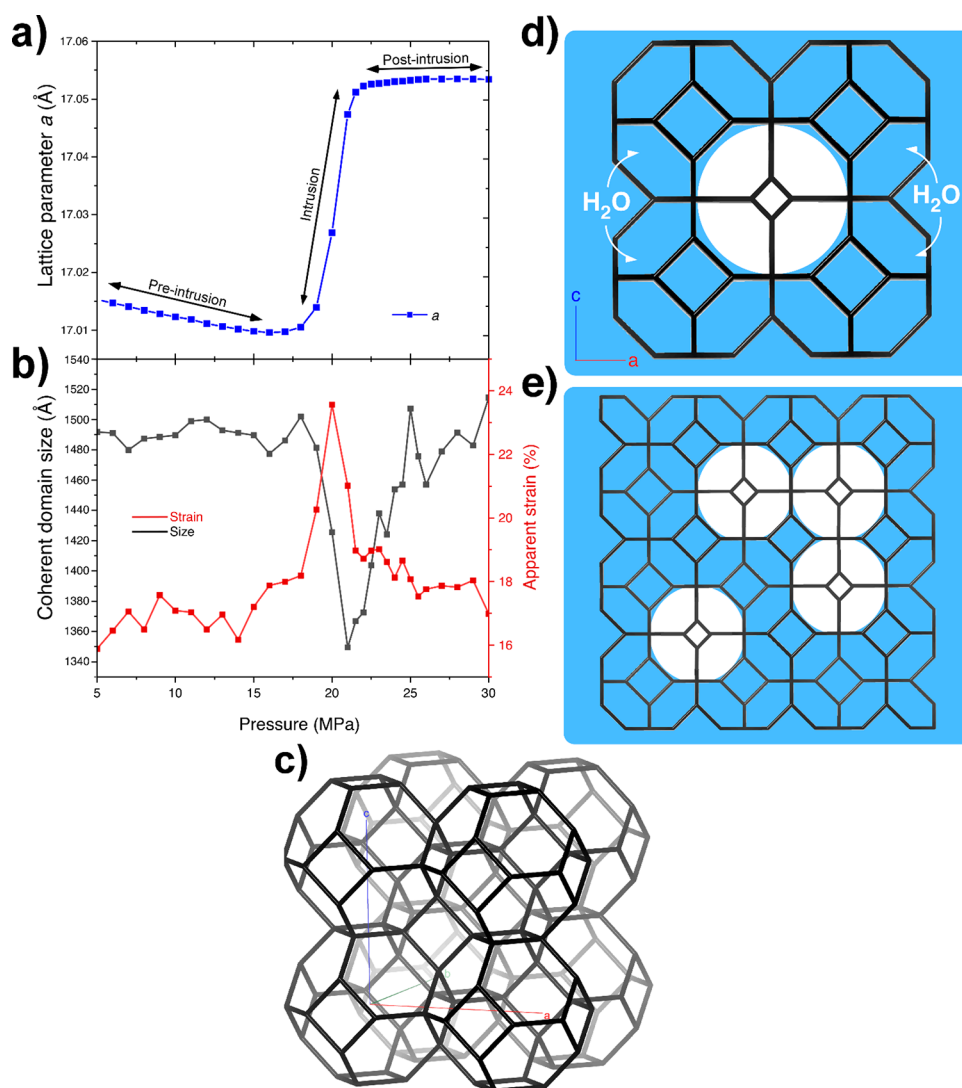 a)
17.06
17.05
17.04
17.03
17.02
17.01
Lattice parameter a (Å)
Pre-intrusion
Intrusion
Post-intrusion
a
b)
1540
1520
1500
1480
1460
1440
1420
1400
1380
1360
1340
Coherent domain size (Å)
Strain
Size
24
22
20
18
16
Apparent strain (%)
5
10
15
20
25
30
Pressure (MPa)
c)
c
b
a
d)
H2O
H2O
c
a
e)